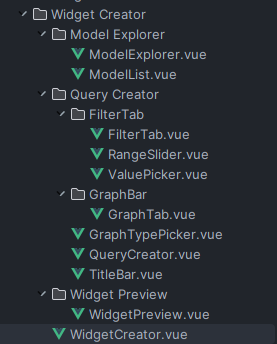 Widget Creator
Model Explorer
ModelExplorer.vue
ModelList.vue
Query Creator
FilterTab
FilterTab.vue
RangeSlider.vue
ValuePicker.vue
GraphBar
GraphTab.vue
GraphTypePicker.vue
QueryCreator.vue
TitleBar.vue
Widget Preview
WidgetPreview.vue
WidgetCreator.vue